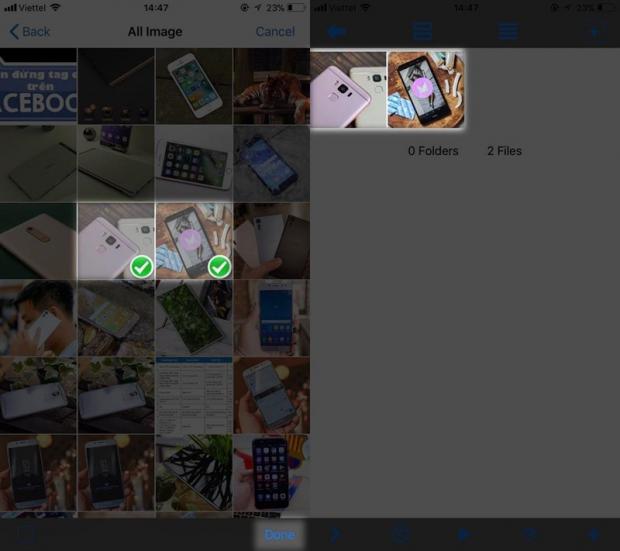 Viettel 14:47 23%
Back All Image Cancel
n đừng tag
trên
ACEBOO
Done
Viettel 14:47 23%
0 Folders 2 Files